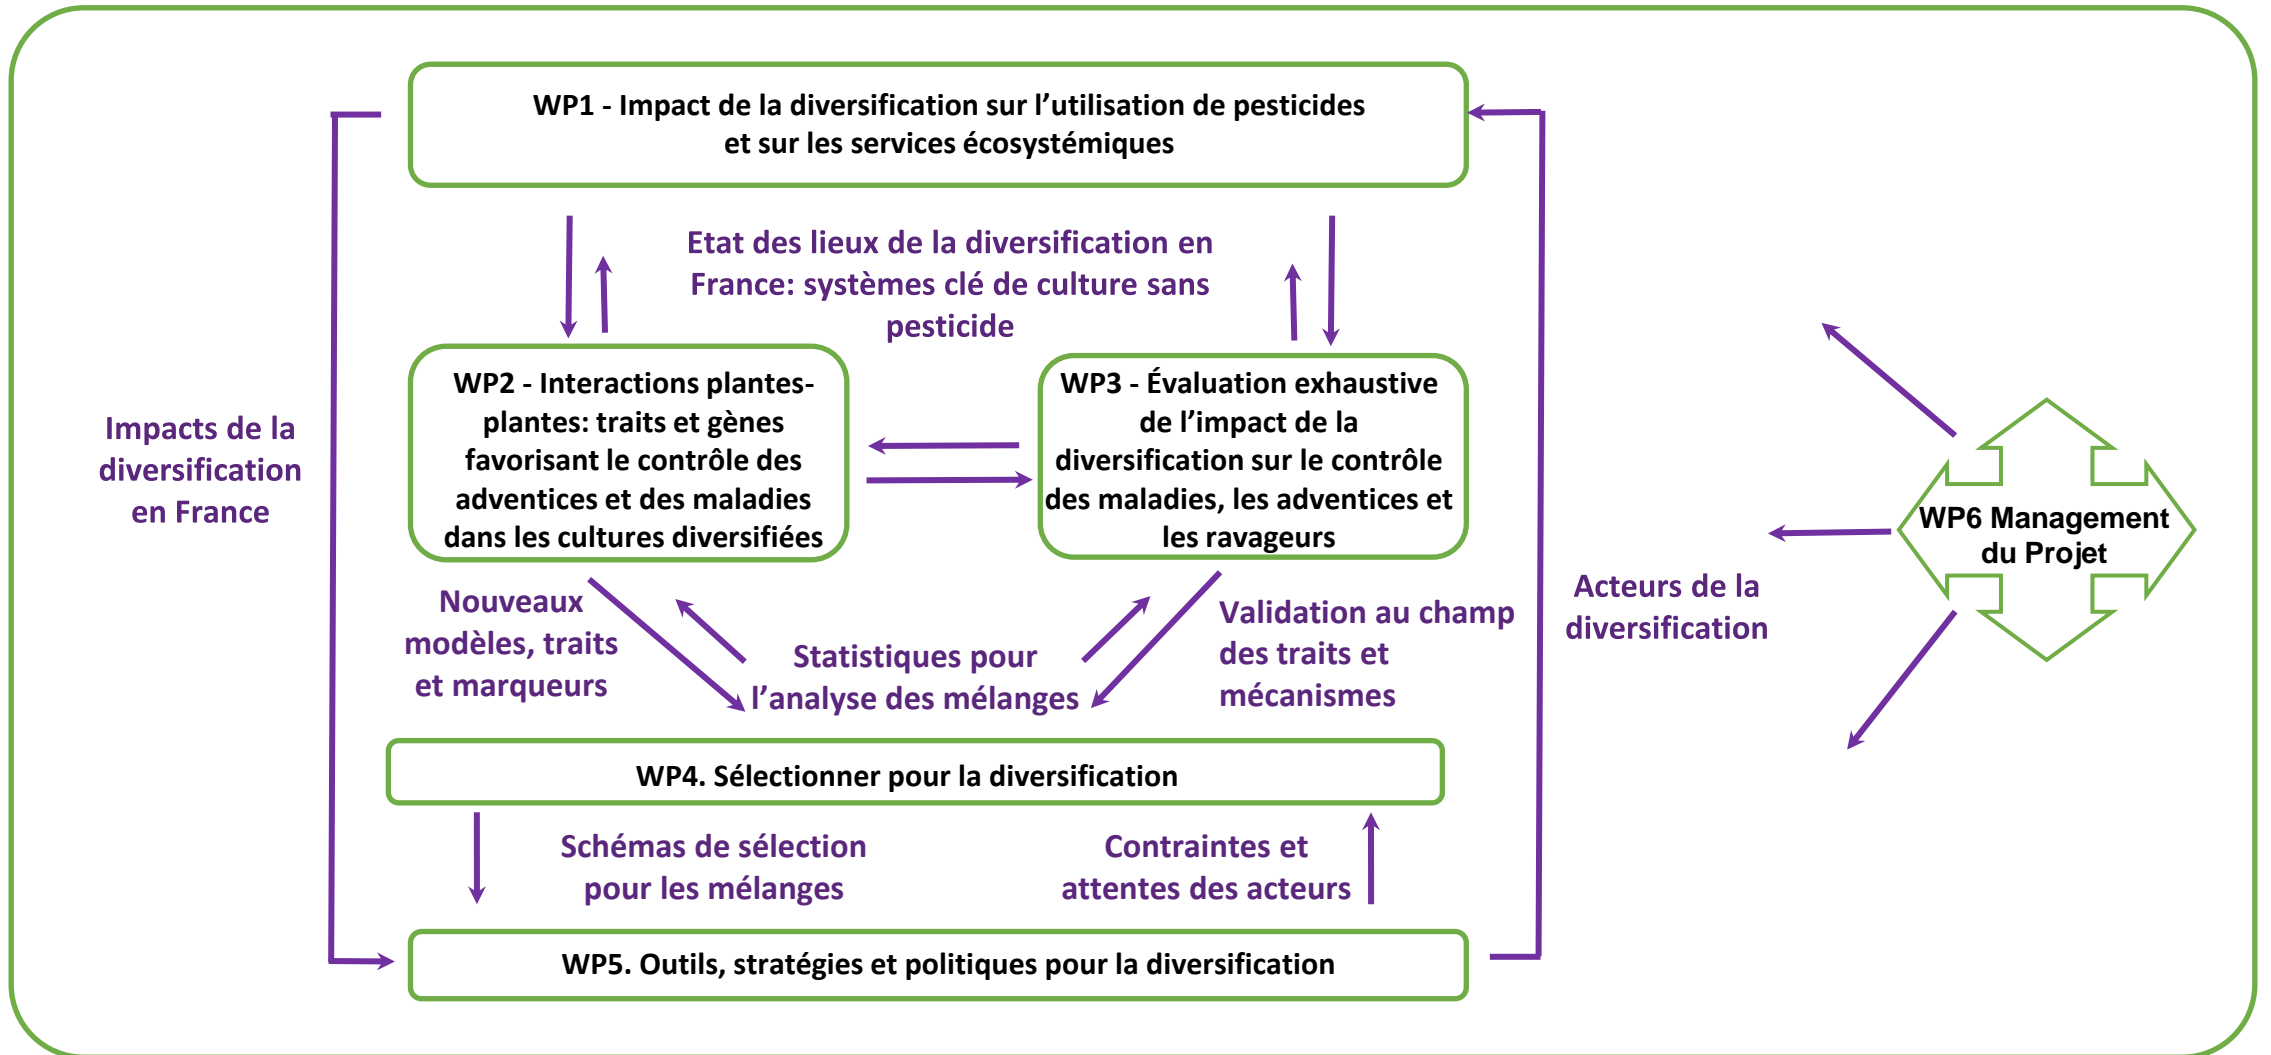 WP1 - Impact de la diversification sur l’utilisation de pesticides
et sur les services écosystémiques
Etat des lieux de la diversification en
France: systèmes clé de culture sans
pesticide
WP2 - Interactions plantes-
plantes: traits et gènes
favorisant le contrôle des
adventices et des maladies
dans les cultures diversifiées
WP3 - Évaluation exhaustive
de l’impact de la
diversification sur le contrôle
des maladies, les adventices et
les ravageurs
Impacts de la
diversification
en France
WP6 Management
du Projet
Acteurs de la
diversification
Nouveaux
modèles, traits
et marqueurs
Statistiques pour
l’analyse des mélanges
Validation au champ
des traits et
mécanismes
WP4. Sélectionner pour la diversification
Schémas de sélection
pour les mélanges
Contraintes et
attentes des acteurs
WP5. Outils, stratégies et politiques pour la diversification